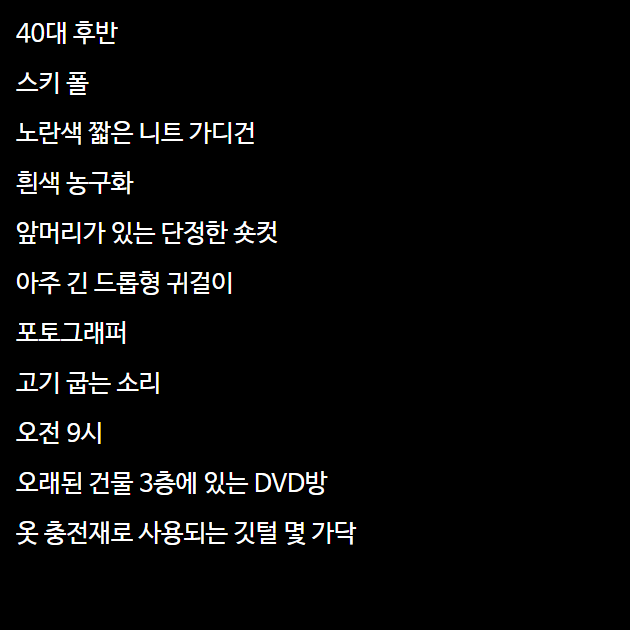 40대 후반
스키 폴
노란색 짧은 니트 가디건
흰색 농구화
앞머리가 있는 단정한 숏컷
아주 긴 드롭형 귀걸이
포토그래퍼
고기 굽는 소리
오전 9시
오래된 건물 3층에 있는 DVD방
옷 충전재로 사용되는 깃털 몇 가닥